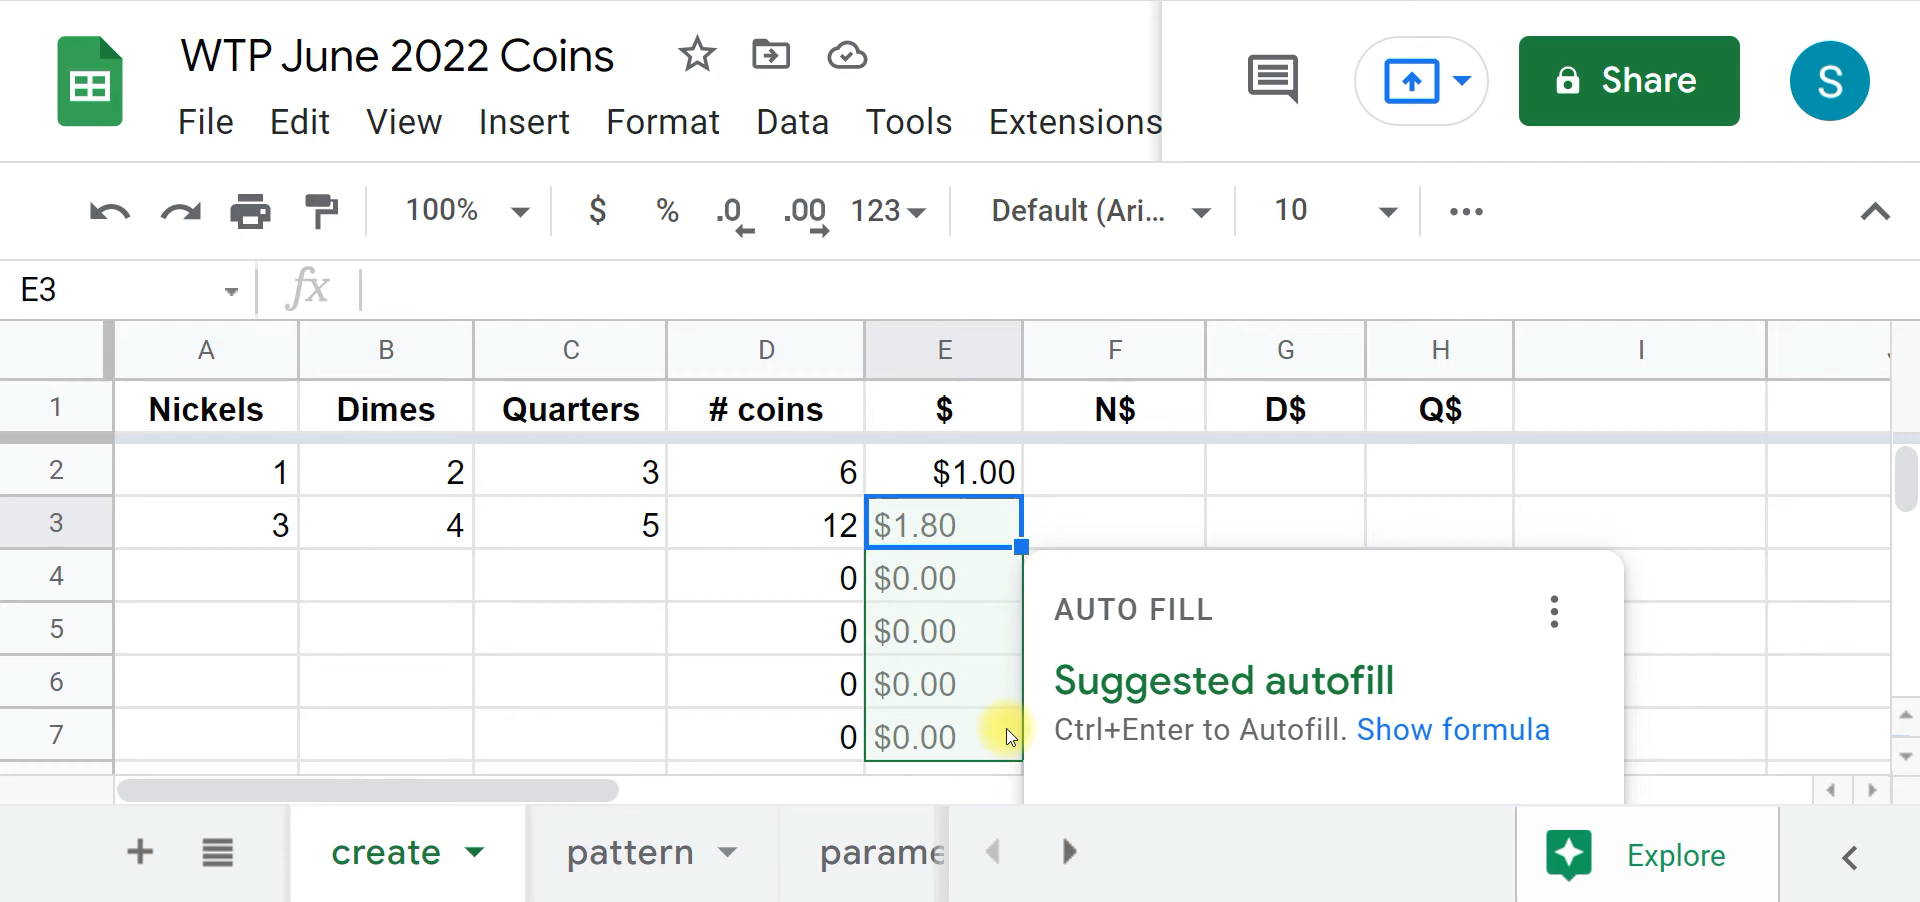 WTP June 2022 Coins
Share
S
File Edit View Insert Format Data Tools Extensions
100% $ % .0 .00 123 Default (Ari... 10
E3 fx
A B C D E F G H I
1 Nickels Dimes Quarters # coins $ N$ D$ Q$
2 1 2 3 6 $1.00
3 3 4 5 12 $1.80
4 0 $0.00
5 0 $0.00
6 0 $0.00
7 0 $0.00
AUTO FILL
Suggested autofill
Ctrl+Enter to Autofill. Show formula
create pattern parame
Explore